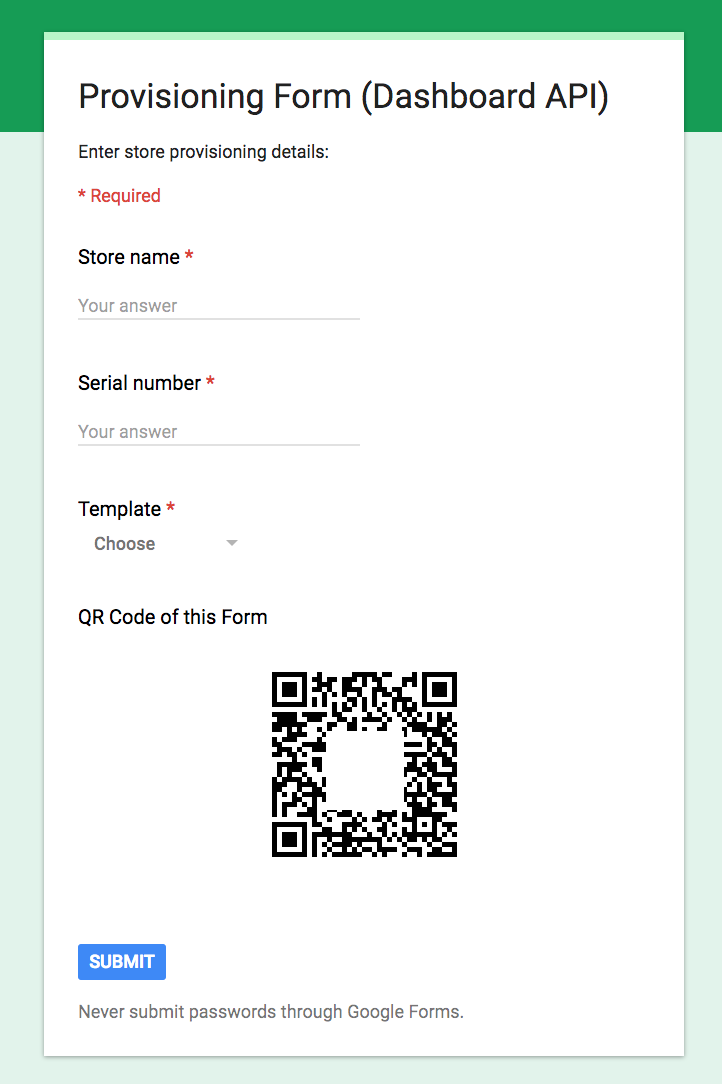 Provisioning Form (Dashboard API)
Enter store provisioning details:
* Required
Store name *
Your answer
Serial number *
Your answer
Template *
Choose
QR Code of this Form
SUBMIT
Never submit passwords through Google Forms.